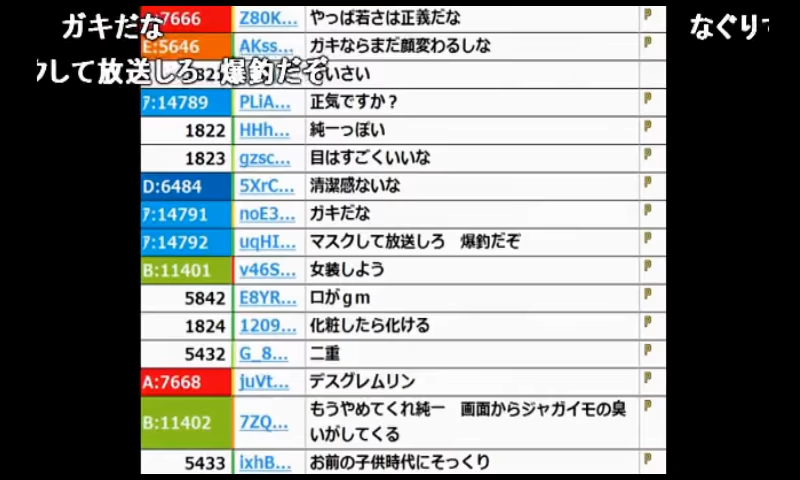 ガキだな
なぐりて
クして放送しろ 爆釣だぞ
7666 Z80K... やっぱ若さは正義だな P
E:5646 AKss... ガキならまだ顔変わるしな P
いさい
ｱ:14789 PLiA... 正気ですか？ P
1822 HHh... 純一っぽい P
1823 gzsc... 目はすごくいいな P
D:6484 5XrC... 清潔感ないな P
ｱ:14791 noE3... ガキだな P
ｱ:14792 uqHI... マスクして放送しろ 爆釣だぞ P
B:11401 v46S... 女装しよう P
5842 E8YR... 口がｇｍ P
1824 1209... 化粧したら化ける P
5432 G_8... 二重 P
A:7668 juVt... デスグレムリン P
B:11402 7ZQ... もうやめてくれ純一 画面からジャガイモの臭 P
いがしてくる
5433 ixhB... お前の子供時代にそっくり P